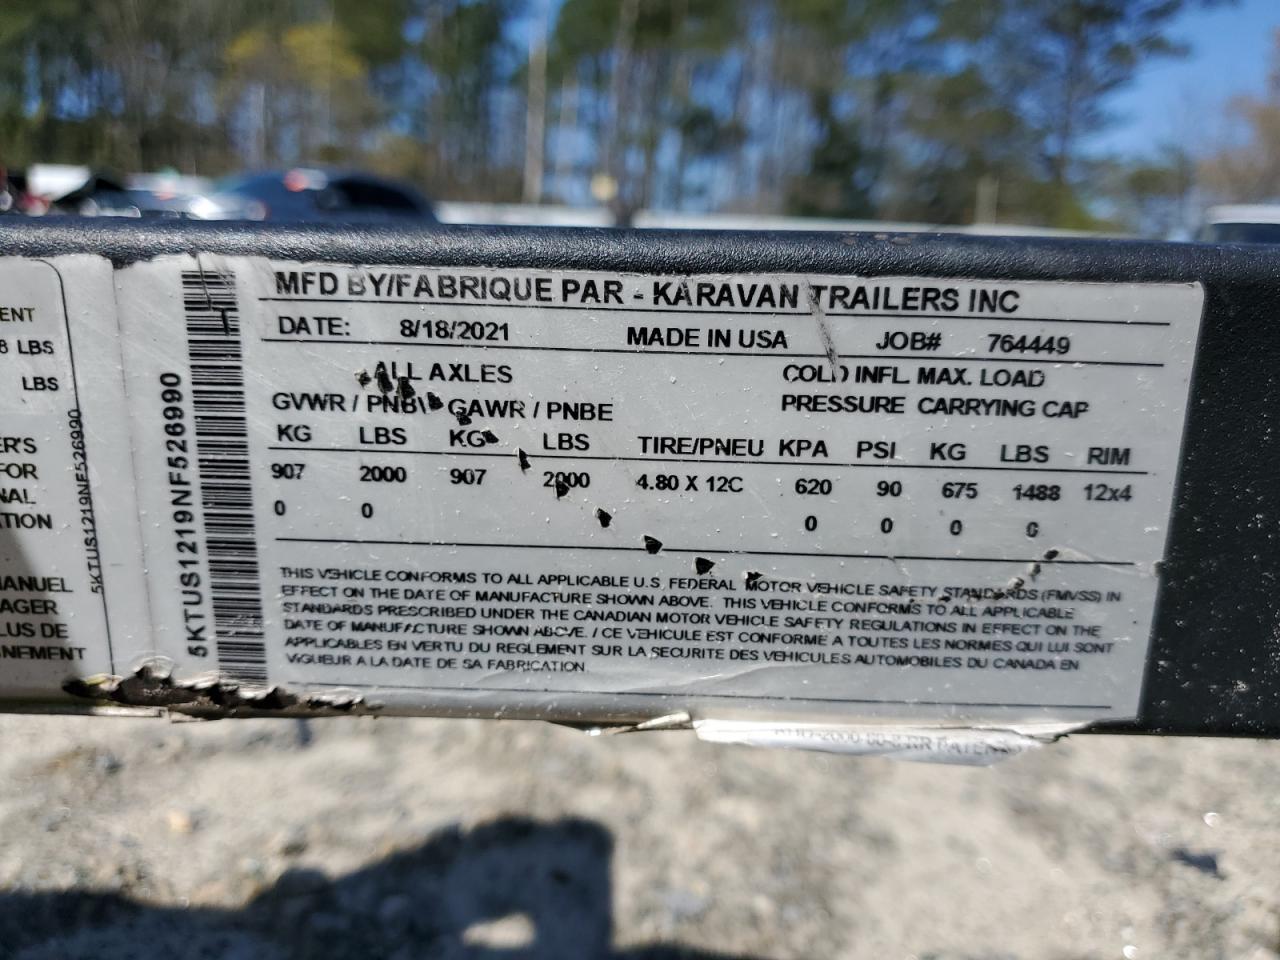 ENT
8 LBS
LBS
ER'S
FOR
NAL
TION
MANUEL
AGER
LUS DE
INEMENT
5KTUS1219NF526990
5KTUS1219NF526990
MFD BY/FABRIQUE PAR - KARAVAN TRAILERS INC
DATE: 8/18/2021 MADE IN USA JOB# 764449
ALL AXLES COLD INFL. MAX. LOAD
GVWR / PNBV GAWR / PNBE PRESSURE CARRYING CAP
KG LBS KG LBS TIRE/PNEU KPA PSI KG LBS RIM
907 2000 907 2000 4.80 X 12C 620 90 675 1488 12x4
0 0 0 0 0 0
THIS VEHICLE CONFORMS TO ALL APPLICABLE U.S. FEDERAL MOTOR VEHICLE SAFETY STANDARDS (FMVSS) IN
EFFECT ON THE DATE OF MANUFACTURE SHOWN ABOVE. THIS VEHICLE CONFORMS TO ALL APPLICABLE
STANDARDS PRESCRIBED UNDER THE CANADIAN MOTOR VEHICLE SAFETY REGULATIONS IN EFFECT ON THE
DATE OF MANUFACTURE SHOWN ABOVE. / CE VEHICULE EST CONFORME A TOUTES LES NORMES QUI LUI SONT
APPLICABLES EN VERTU DU REGLEMENT SUR LA SECURITE DES VEHICULES AUTOMOBILES DU CANADA EN
VIGUEUR A LA DATE DE SA FABRICATION